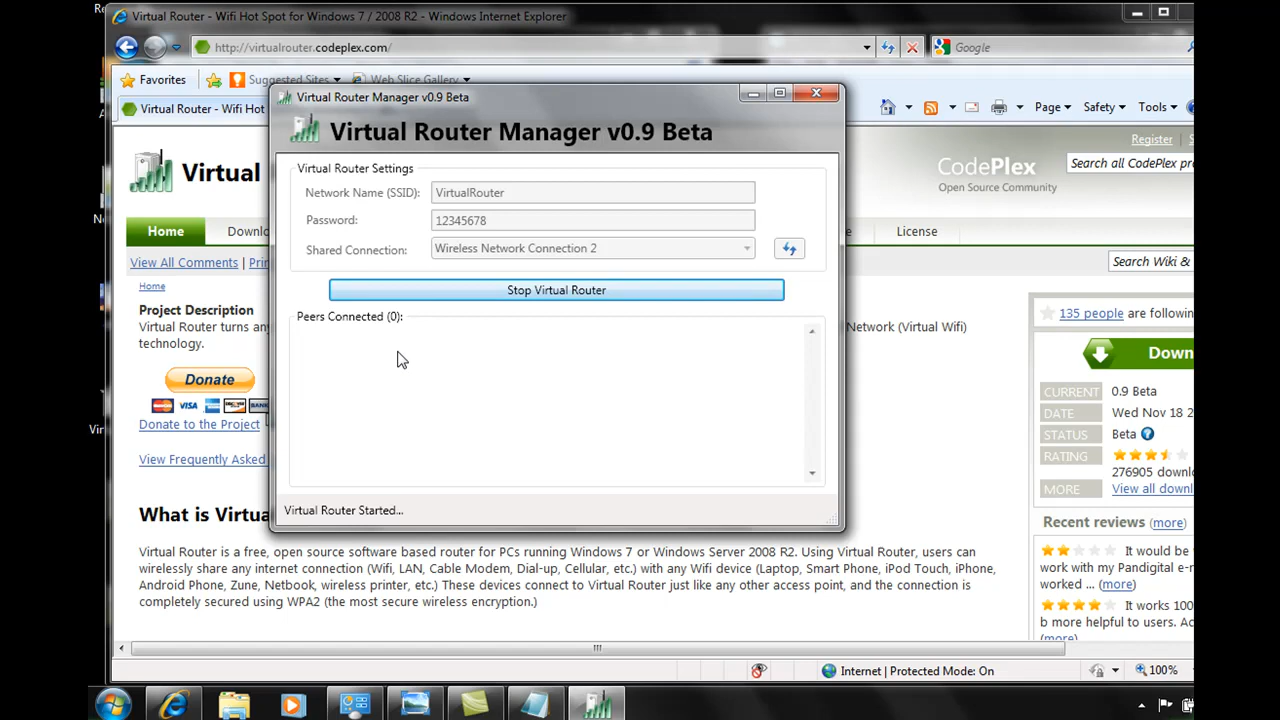 Re
Virtual Router - Wifi Hot Spot for Windows 7 / 2008 R2 - Windows Internet Explorer
http://virtualrouter.codeplex.com/
Google
Favorites
Suggested Sites
Web Slice Gallery
Virtual Router - Wifi Hot
Page
Safety
Tools
Virtual Router Manager v0.9 Beta
Virtual Router Manager v0.9 Beta
Virtual Router Settings
Network Name (SSID):
VirtualRouter
Password:
12345678
Shared Connection:
Wireless Network Connection 2
Stop Virtual Router
Peers Connected (0):
Virtual Router Started...
Register
CodePlex
Open Source Community
Search all CodePlex pr
Virtual
Home
Downlo
License
View All Comments
Prin
Search Wiki &
Home
Project Description
Virtual Router turns any
Network (Virtual Wifi)
technology.
Donate
VISA
BANK
Donate to the Project
View Frequently Asked
135 people are followin
Down
CURRENT 0.9 Beta
DATE Wed Nov 18 2
STATUS Beta
RATING
276905 downl
MORE View all downl
Recent reviews (more)
It would be
work with my Pandigital e-r
worked ... (more)
It works 100
b more helpful to users. Ac
(more)
What is Virtua
Virtual Router is a free, open source software based router for PCs running Windows 7 or Windows Server 2008 R2. Using Virtual Router, users can
wirelessly share any internet connection (Wifi, LAN, Cable Modem, Dial-up, Cellular, etc.) with any Wifi device (Laptop, Smart Phone, iPod Touch, iPhone,
Android Phone, Zune, Netbook, wireless printer, etc.) These devices connect to Virtual Router just like any other access point, and the connection is
completely secured using WPA2 (the most secure wireless encryption.)
Internet | Protected Mode: On
100%